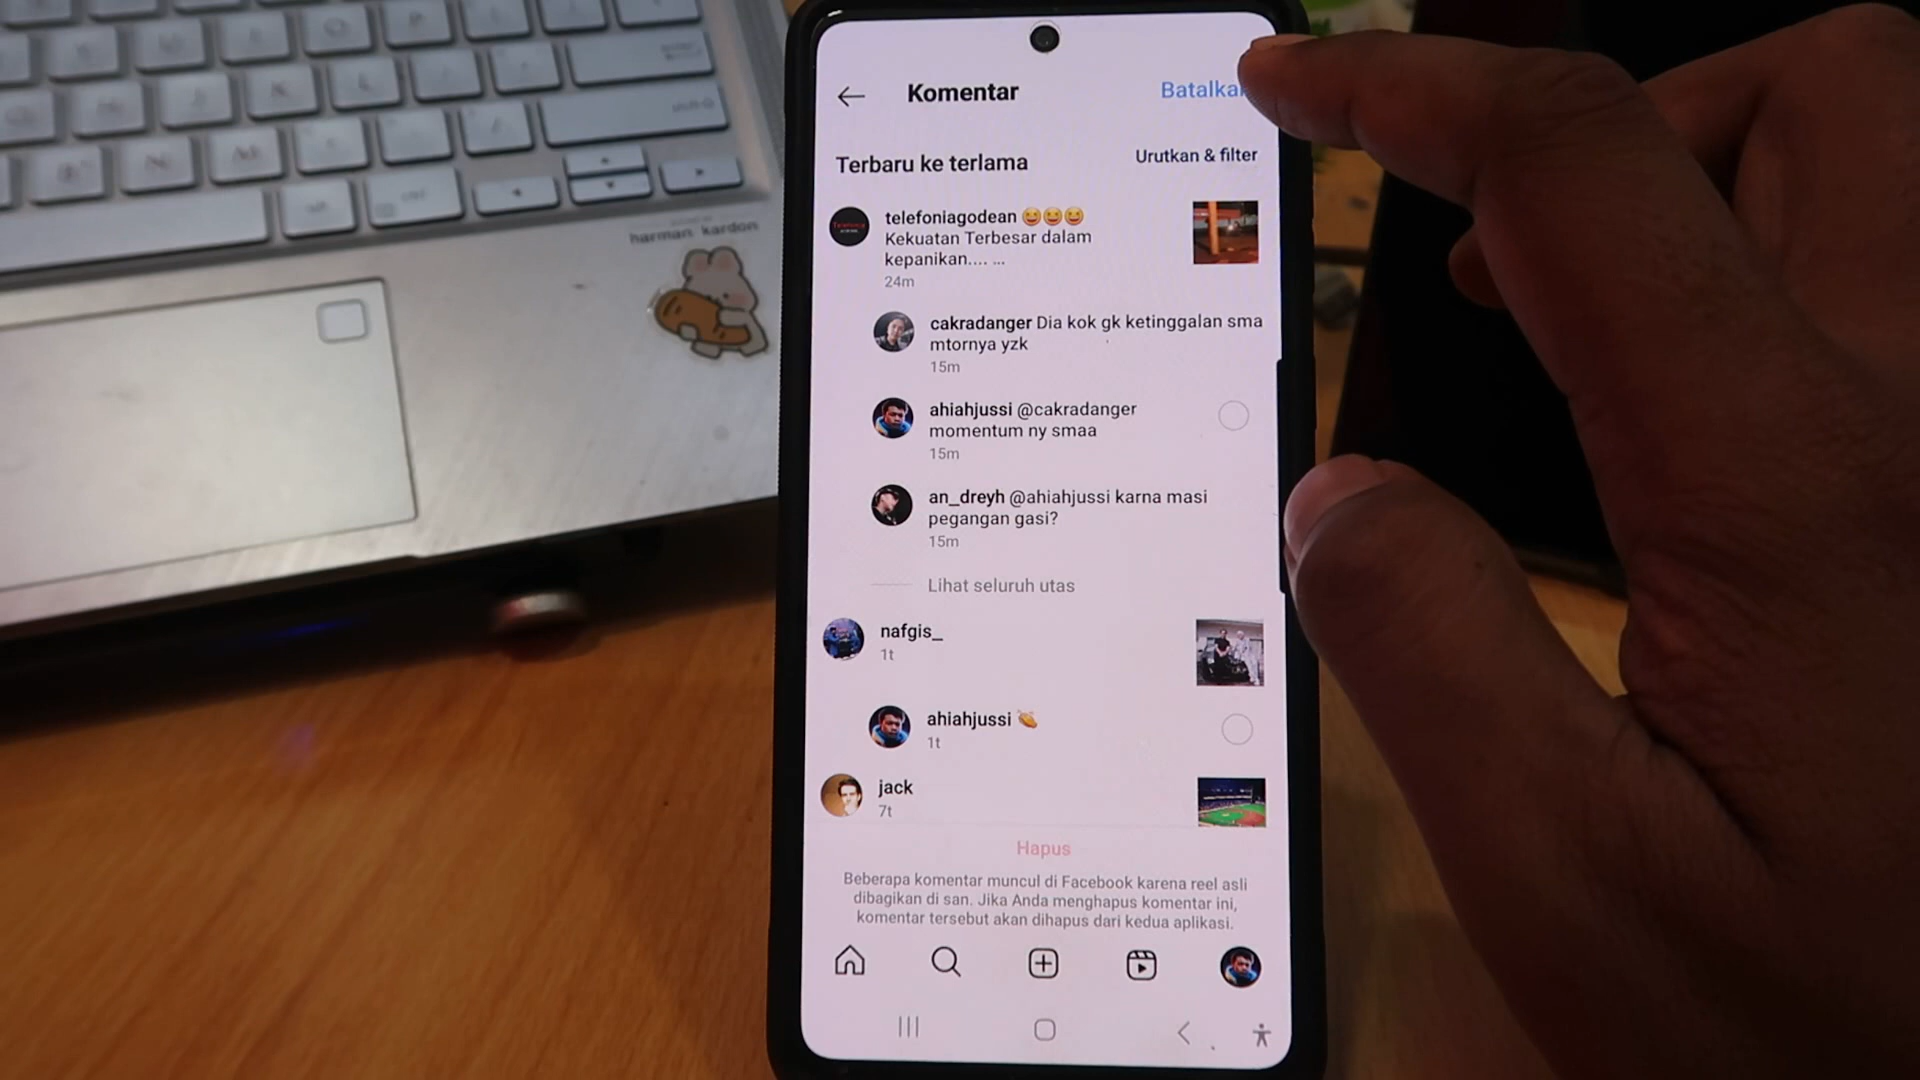 harman kardon
Komentar
Batalka
Terbaru ke terlama
Urutkan & filter
telefoniagodean 😆😆😆
Kekuatan Terbesar dalam
kepanikan.... ...
24m
cakradanger Dia kok gk ketinggalan sma
mtornya yzk
15m
ahiahjussi @cakradanger
momentum ny smaa
15m
an_dreyh @ahiahjussi karna masi
pegangan gasi?
15m
Lihat seluruh utas
nafgis_
1t
ahiahjussi 👏
1t
jack
7t
Hapus
Beberapa komentar muncul di Facebook karena reel asli
dibagikan di san. Jika Anda menghapus komentar ini,
komentar tersebut akan dihapus dari kedua aplikasi.